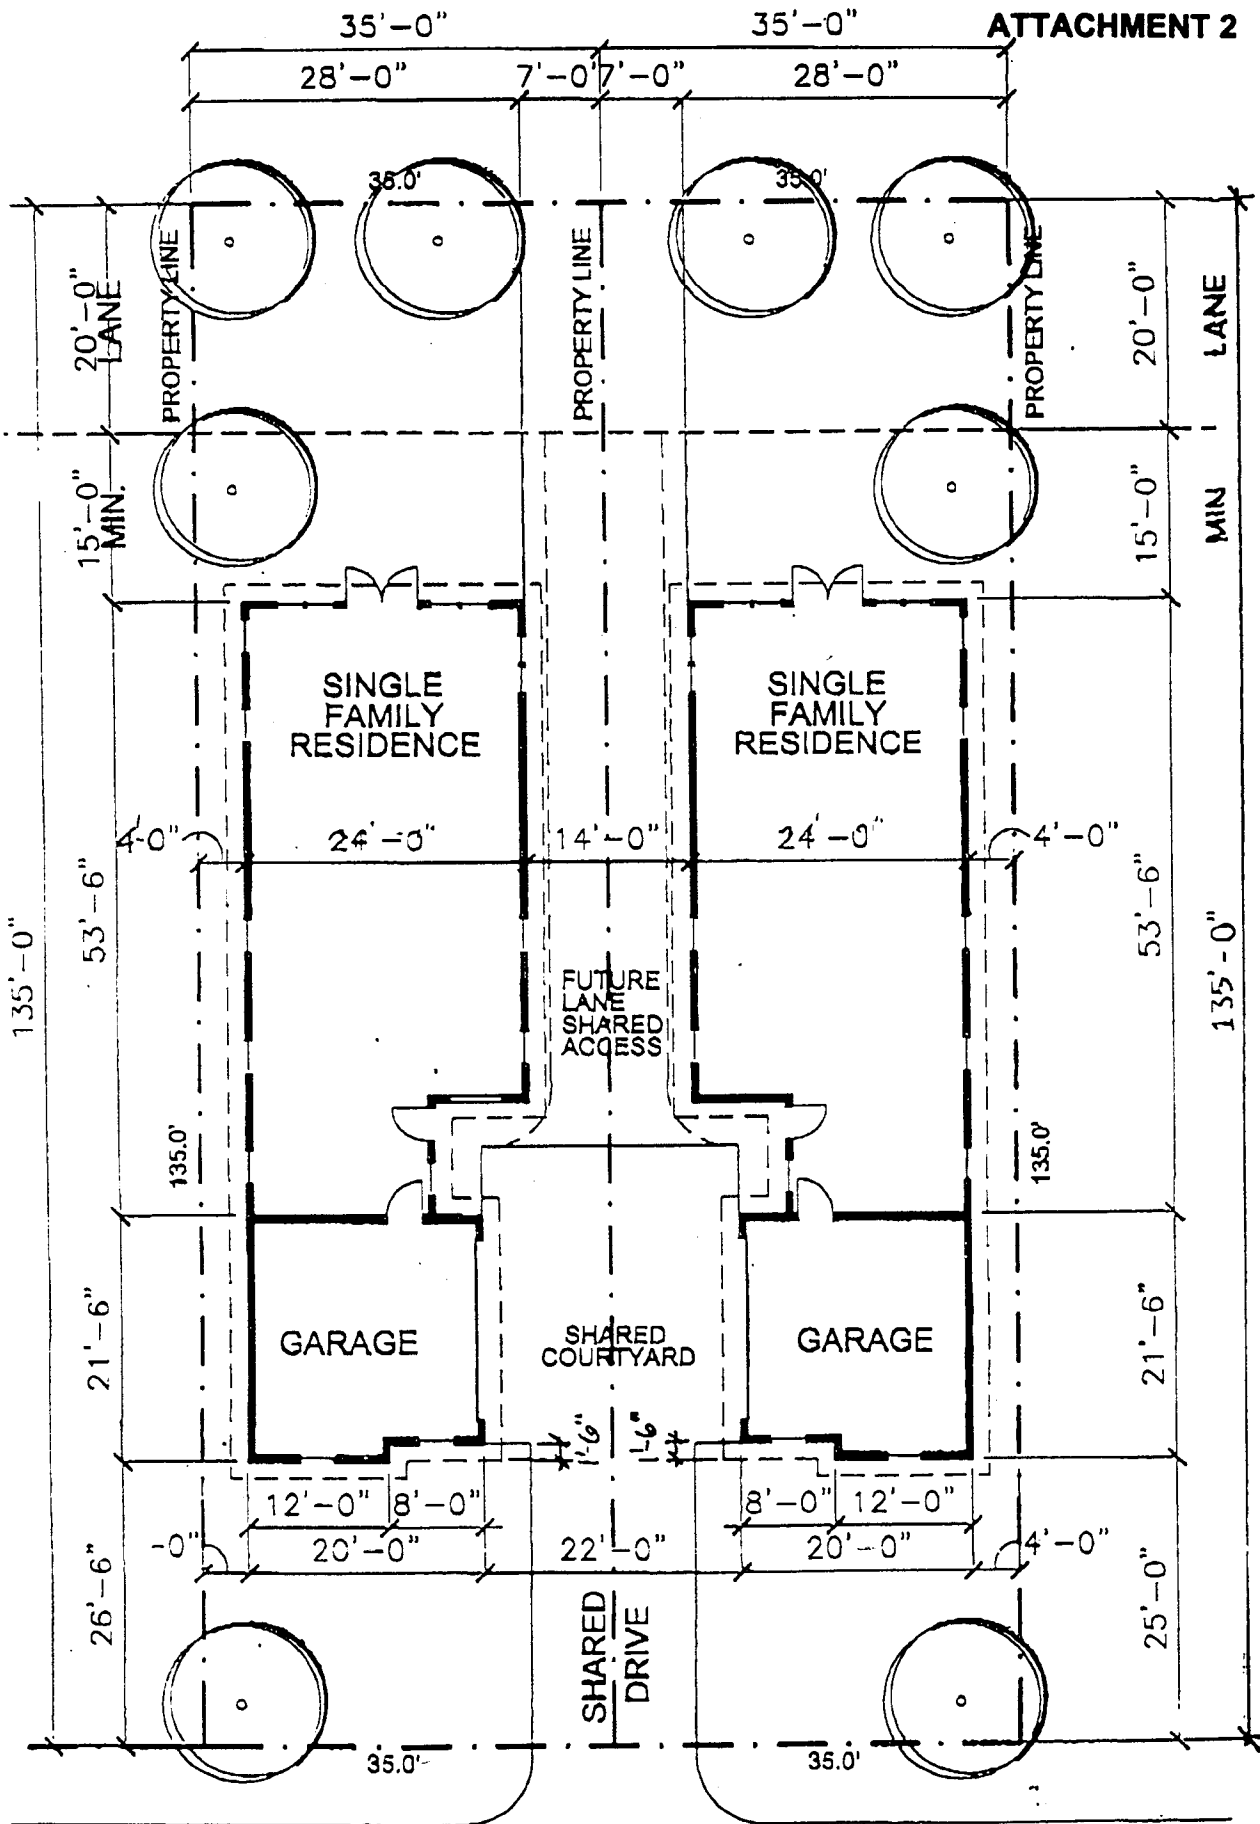 ATTACHMENT 2
35'-0" 35'-0"
28'-0" 7'-0" 7'-0" 28'-0"
35.0' 35.0'
20'-0"
LANE
PROPERTY LINE
PROPERTY LINE
PROPERTY LINE
20'-0"
LANE
15'-0"
MIN.
15'-0"
MIN
SINGLE
FAMILY
RESIDENCE
SINGLE
FAMILY
RESIDENCE
4'-0" 24'-0" 14'-0" 24'-0" 4'-0"
135'-0"
53'-6"
53'-6"
135'-0"
FUTURE
LANE
SHARED
ACCESS
135.0'
135.0'
21'-6"
GARAGE
SHARED
COURTYARD
GARAGE
21'-6"
1'-6" 1'-6"
12'-0" 8'-0" 8'-0" 12'-0"
-0" 20'-0" 22'-0" 20'-0" 4'-0"
26'-6"
SHARED
DRIVE
25'-0"
35.0' 35.0'